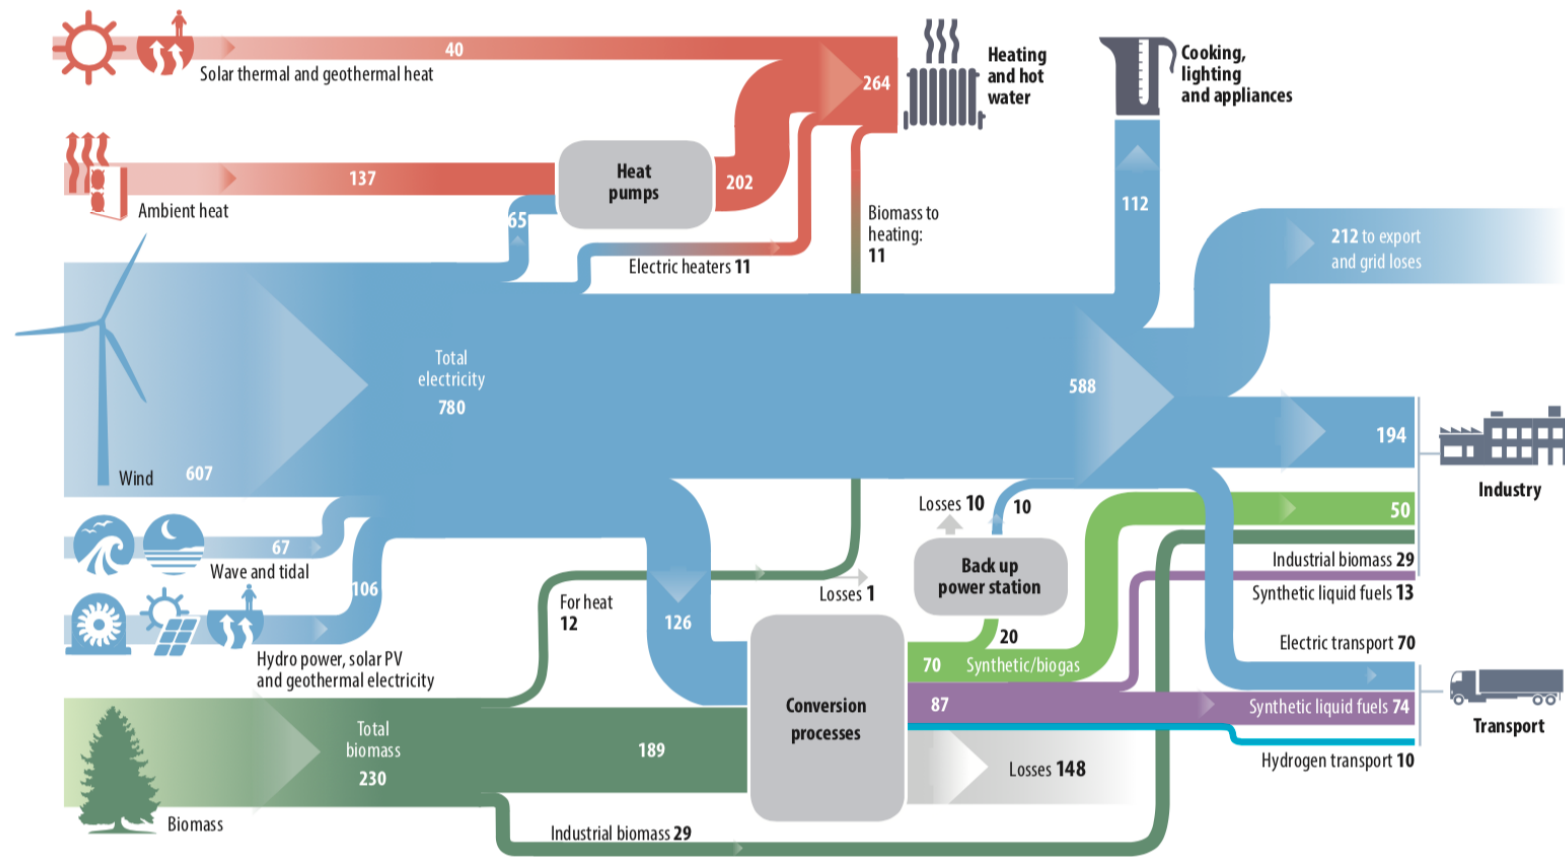 40
Solar thermal and geothermal heat
264
Heating
and hot
water
Cooking,
lighting
and appliances
137
Ambient heat
Heat
pumps
202
65
Electric heaters 11
Biomass to
heating:
11
112
212 to export
and grid loses
Total
electricity
780
588
Wind
607
194
Industry
67
Wave and tidal
106
Hydro power, solar PV
and geothermal electricity
For heat
12
126
Losses 1
Losses 10
10
Back up
power station
20
50
Industrial biomass 29
Synthetic liquid fuels 13
Electric transport 70
70 Synthetic/biogas
87
Synthetic liquid fuels 74
Transport
Hydrogen transport 10
Conversion
processes
Losses 148
Total
biomass
230
189
Biomass
Industrial biomass 29